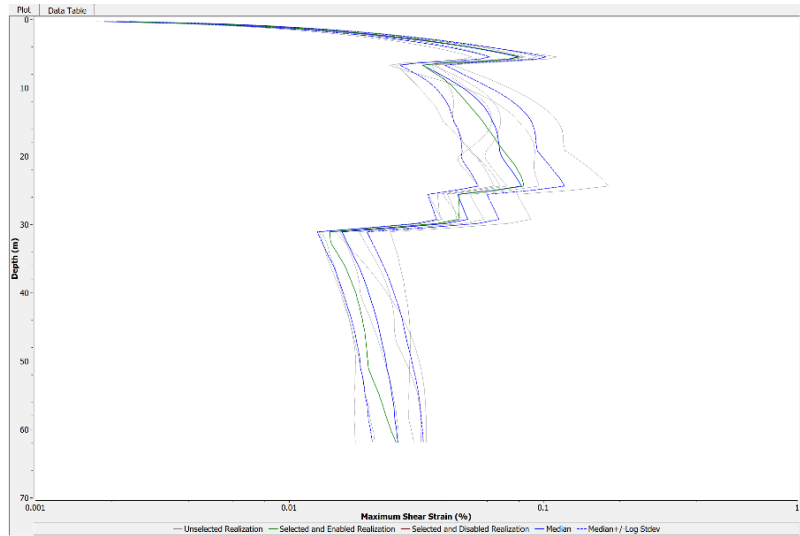 Plot Data Table
0
10
20
30
40
50
60
70
Depth (m)
0.001 0.01 0.1 1
Maximum Shear Strain (%)
Unselected Realization Selected and Enabled Realization Selected and Disabled Realization Median Median+/-Log Stdev